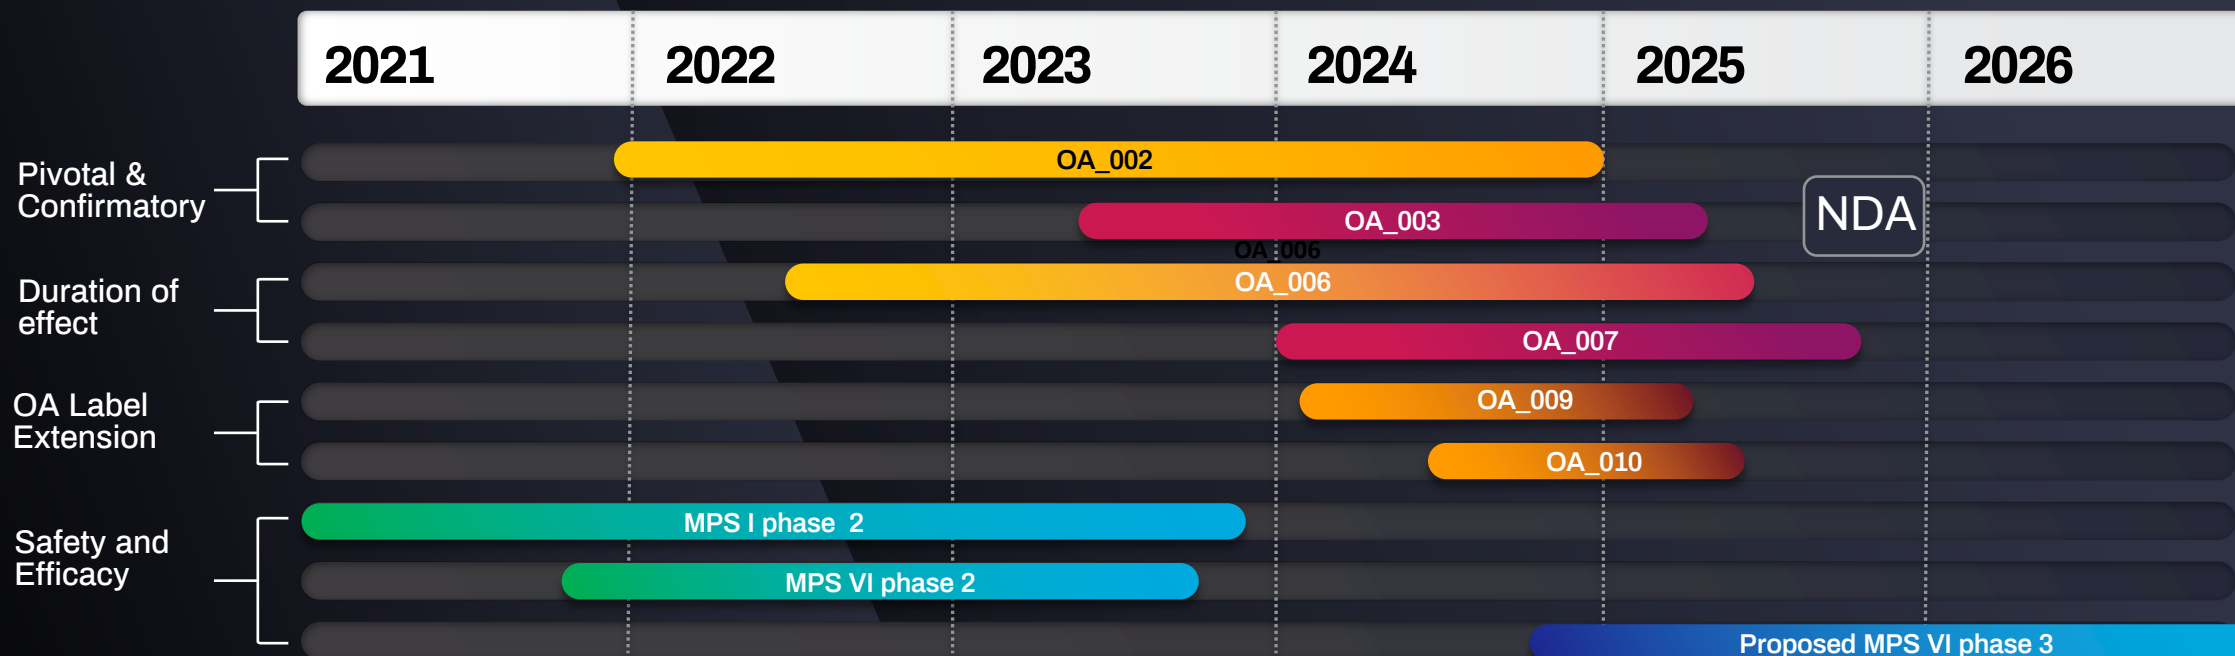 2021 2022 2023 2024 2025 2026
Pivotal &
Confirmatory
OA_002
OA_003
NDA
Duration of
effect
OA_006
OA_006
OA_007
OA Label
Extension
OA_009
OA_010
Safety and
Efficacy
MPS I phase  2
MPS VI phase 2
Proposed MPS VI phase 3